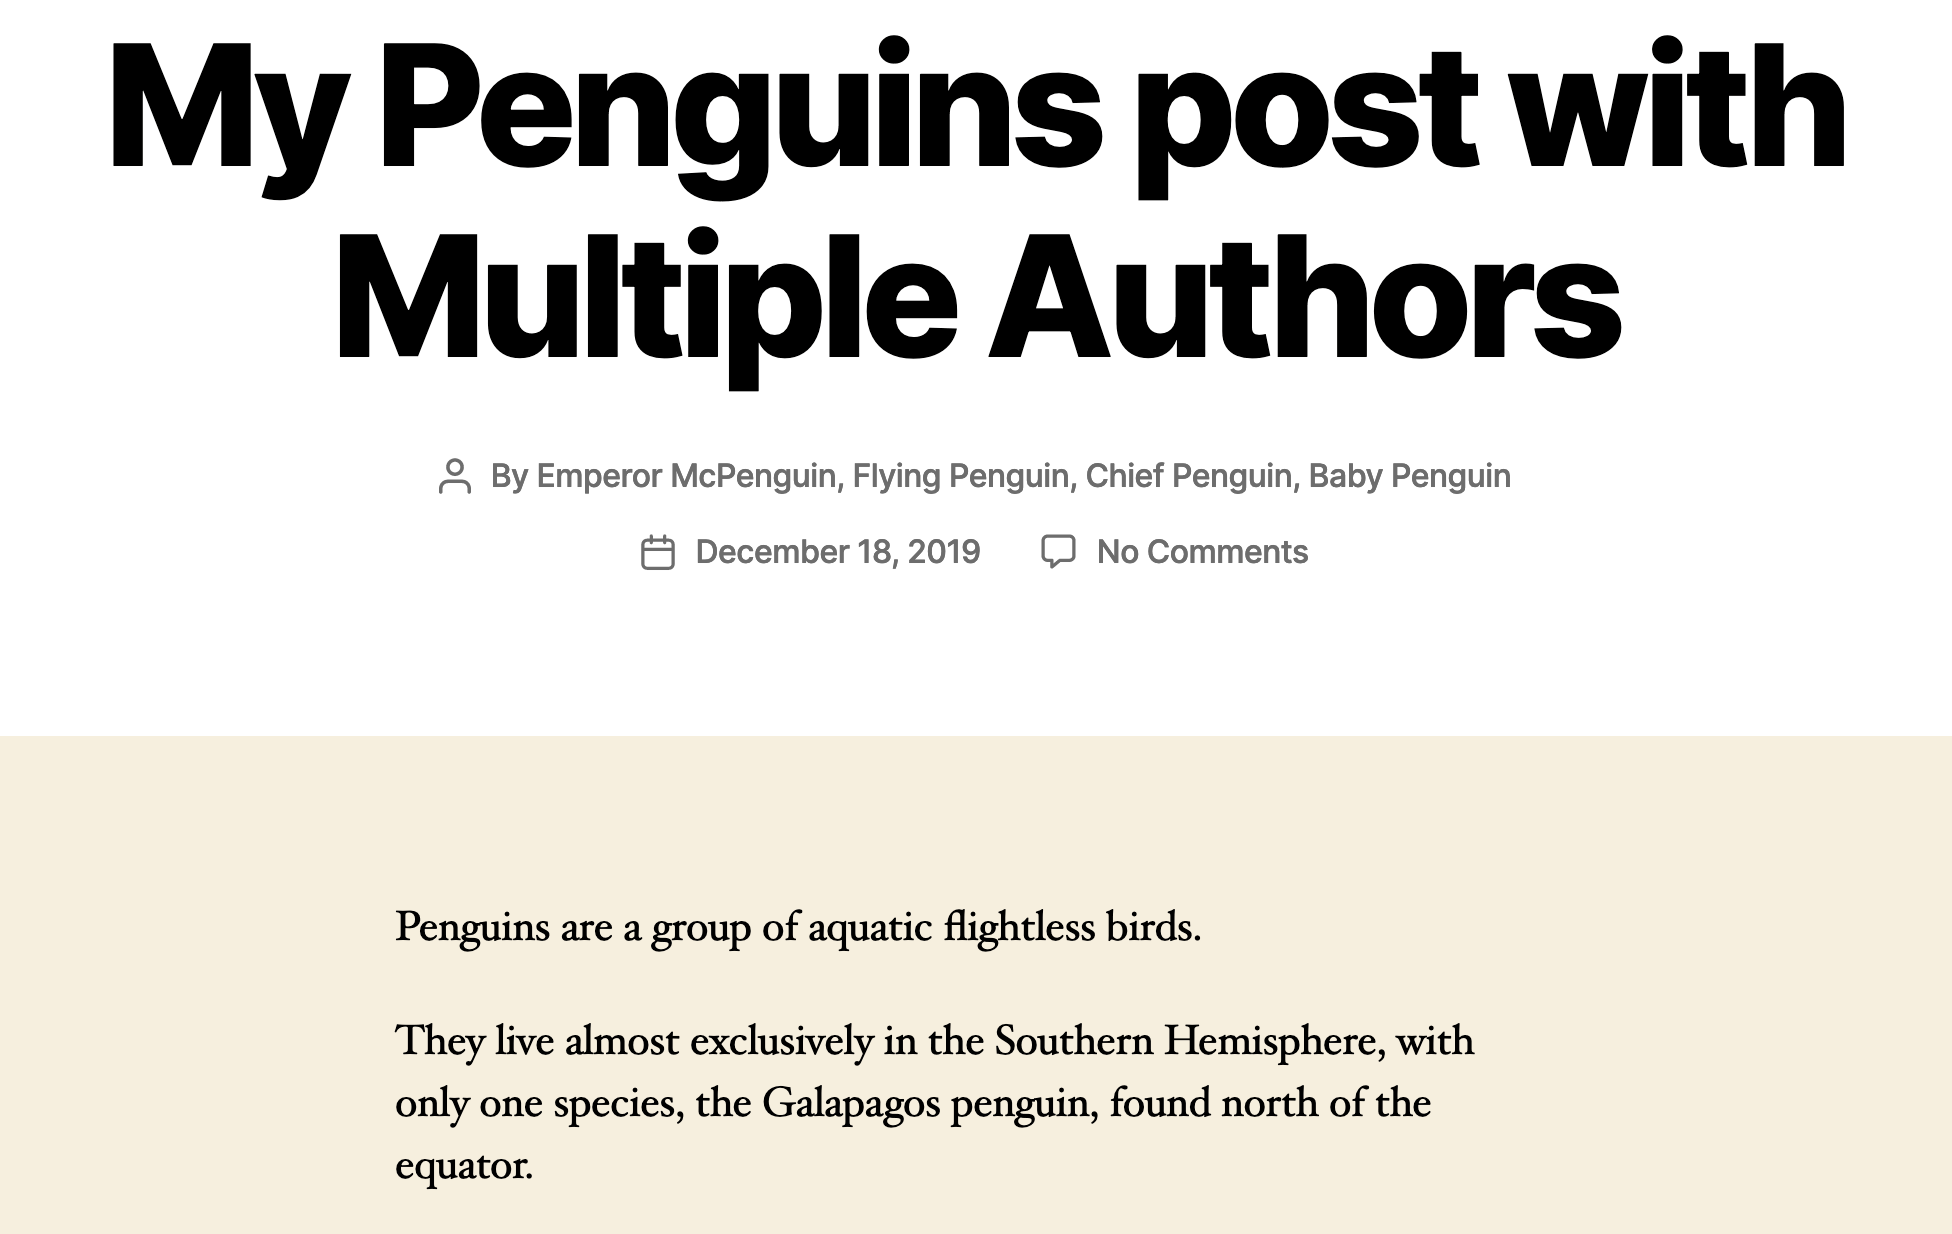 My Penguins post with
Multiple Authors
By Emperor McPenguin, Flying Penguin, Chief Penguin, Baby Penguin
December 18, 2019 No Comments
Penguins are a group of aquatic flightless birds.
They live almost exclusively in the Southern Hemisphere, with
only one species, the Galapagos penguin, found north of the
equator.